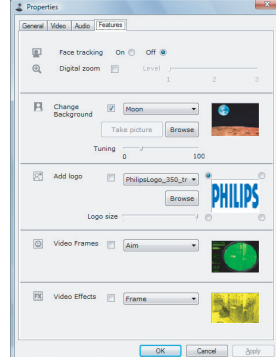 Properties
General Video Audio Features
Face tracking On Off
Digital zoom Level
1 2 3
Change Background Moon
Take picture Browse
Tuning
0 100
Add logo PhilipsLogo_350_tr
Browse
PHILIPS
Logo size
Video Frames Aim
FX Video Effects Frame
OK Cancel Apply